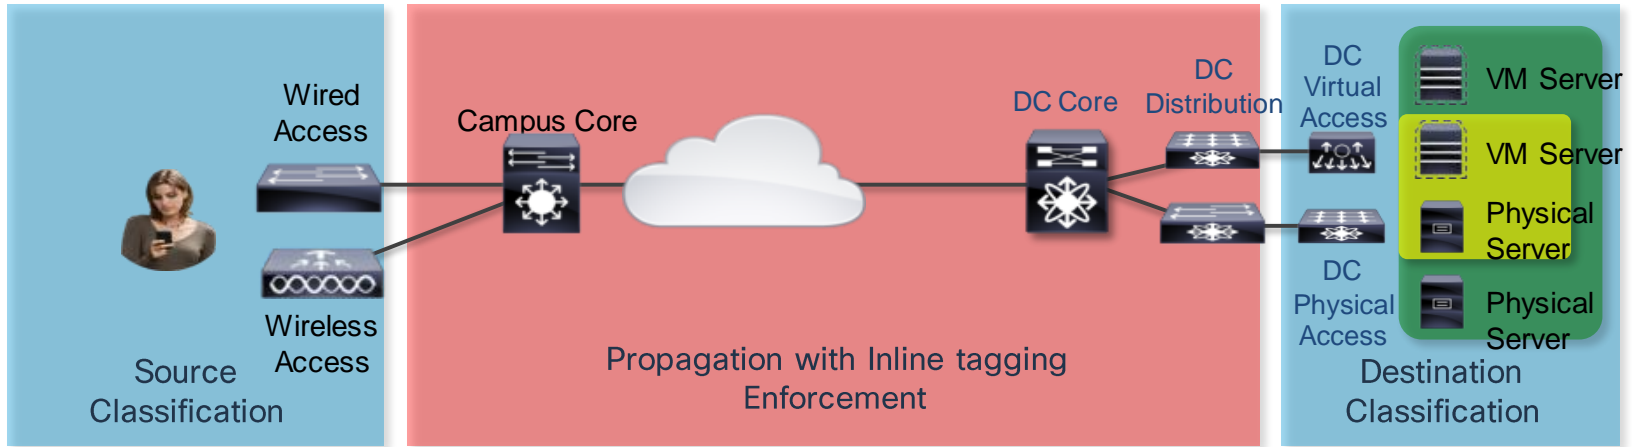 Wired
Access
Wireless
Access
Source
Classification
Campus Core
DC Core
DC
Distribution
Propagation with Inline tagging
Enforcement
DC
Virtual
Access
DC
Physical
Access
VM Server
VM Server
Physical
Server
Physical
Server
Destination
Classification